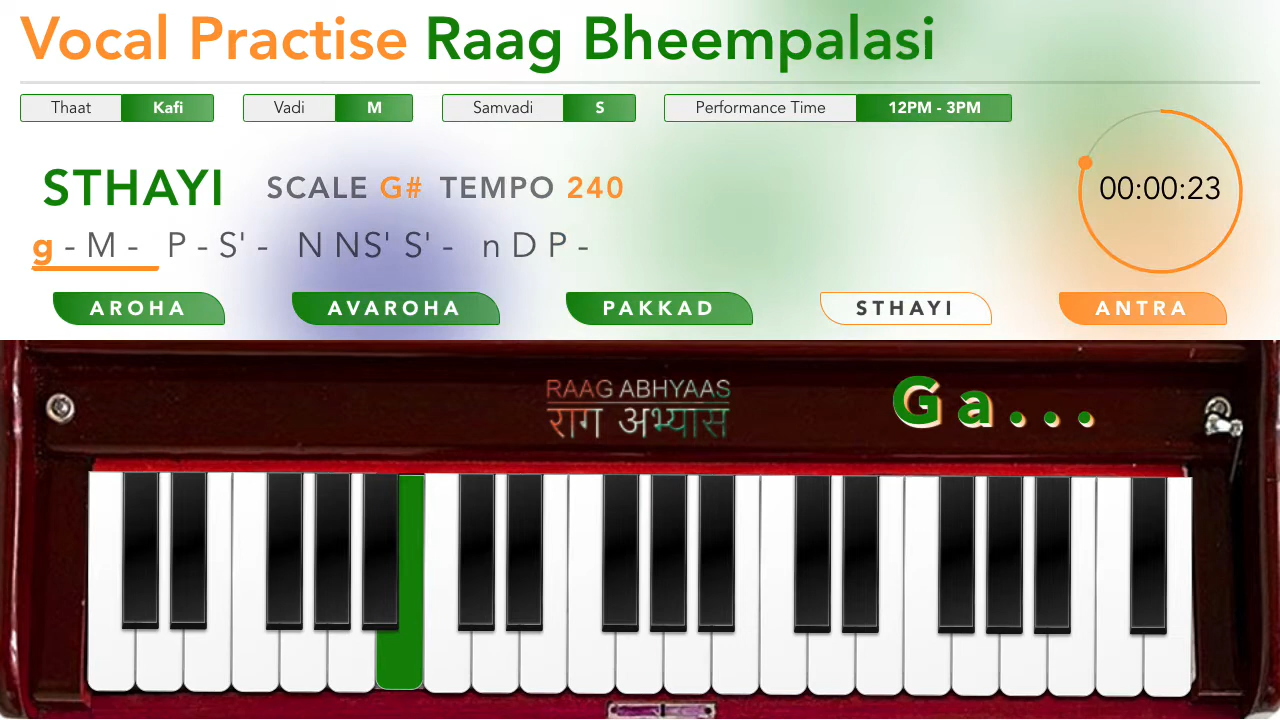 Vocal Practise Raag Bheempalasi
Thaat Kafi Vadi M Samvadi S Performance Time 12PM - 3PM
00:00:23
STHAYI SCALE G# TEMPO 240
g - M - P - S' - N NS' S' - n D P -
AROHA AVAROHA PAKKAD STHAYI ANTRA
RAAG ABHYAAS
राग अभ्यास
Ga...